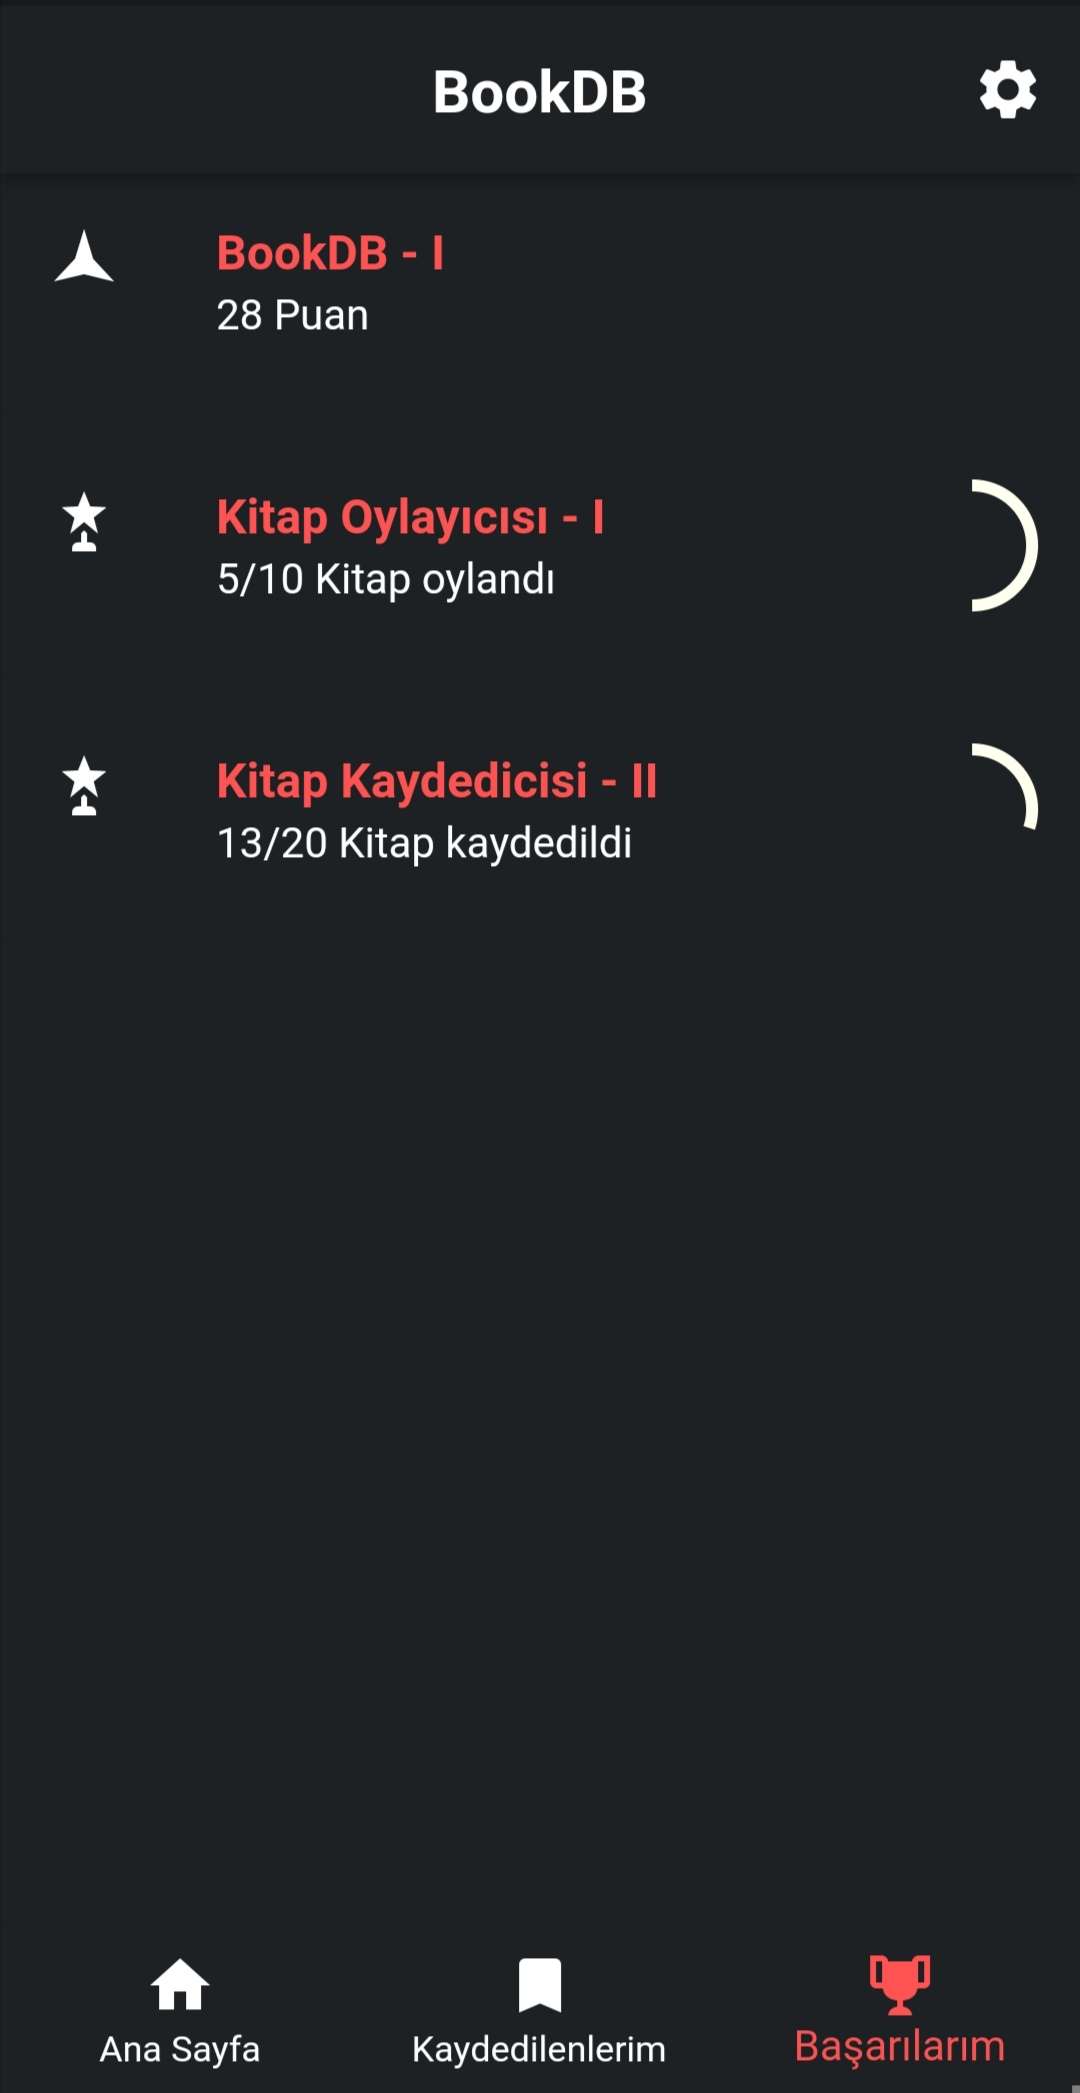 BookDB
BookDB - I
28 Puan
Kitap Oylayıcısı - I
5/10 Kitap oylandı
Kitap Kaydedicisi - II
13/20 Kitap kaydedildi
Ana Sayfa
Kaydedilenlerim
Başarılarım